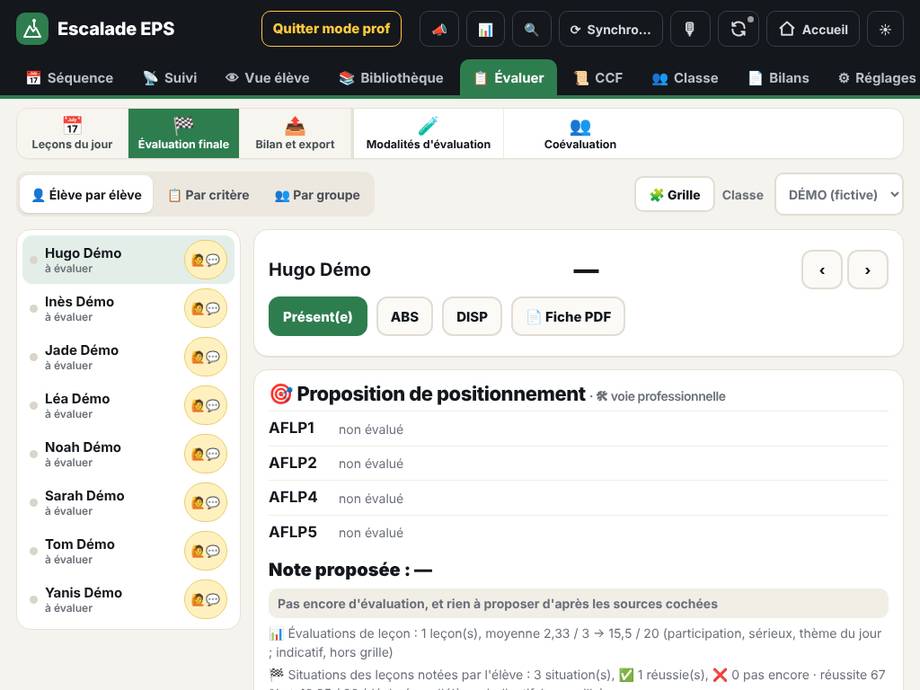 Escalade EPS
Quitter mode prof
Synchro...
Accueil
Séquence
Suivi
Vue élève
Bibliothèque
Évaluer
CCF
Classe
Bilans
Réglages
Leçons du jour
Évaluation finale
Bilan et export
Modalités d'évaluation
Coévaluation
Élève par élève
Par critère
Par groupe
Grille
Classe
DÉMO (fictive)
Hugo Démo
à évaluer
Inès Démo
à évaluer
Jade Démo
à évaluer
Léa Démo
à évaluer
Noah Démo
à évaluer
Sarah Démo
à évaluer
Tom Démo
à évaluer
Yanis Démo
à évaluer
Hugo Démo —
‹ ›
Présent(e)
ABS
DISP
Fiche PDF
Proposition de positionnement · voie professionnelle
AFLP1 non évalué
AFLP2 non évalué
AFLP4 non évalué
AFLP5 non évalué
Note proposée : —
Pas encore d'évaluation, et rien à proposer d'après les sources cochées
Évaluations de leçon : 1 leçon(s), moyenne 2,33 / 3 → 15,5 / 20 (participation, sérieux, thème du jour
; indicatif, hors grille)
Situations des leçons notées par l'élève : 3 situation(s), ✅ 1 réussie(s), ❌ 0 pas encore · réussite 67